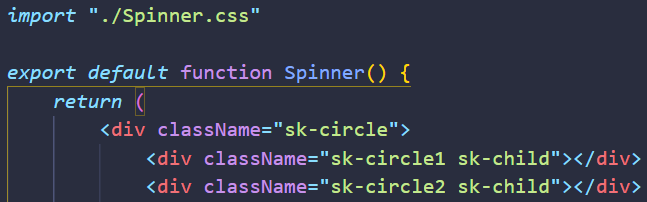 import "./Spinner.css"
export default function Spinner() {
return (
<div className="sk-circle">
<div className="sk-circle1 sk-child"></div>
<div className="sk-circle2 sk-child"></div>